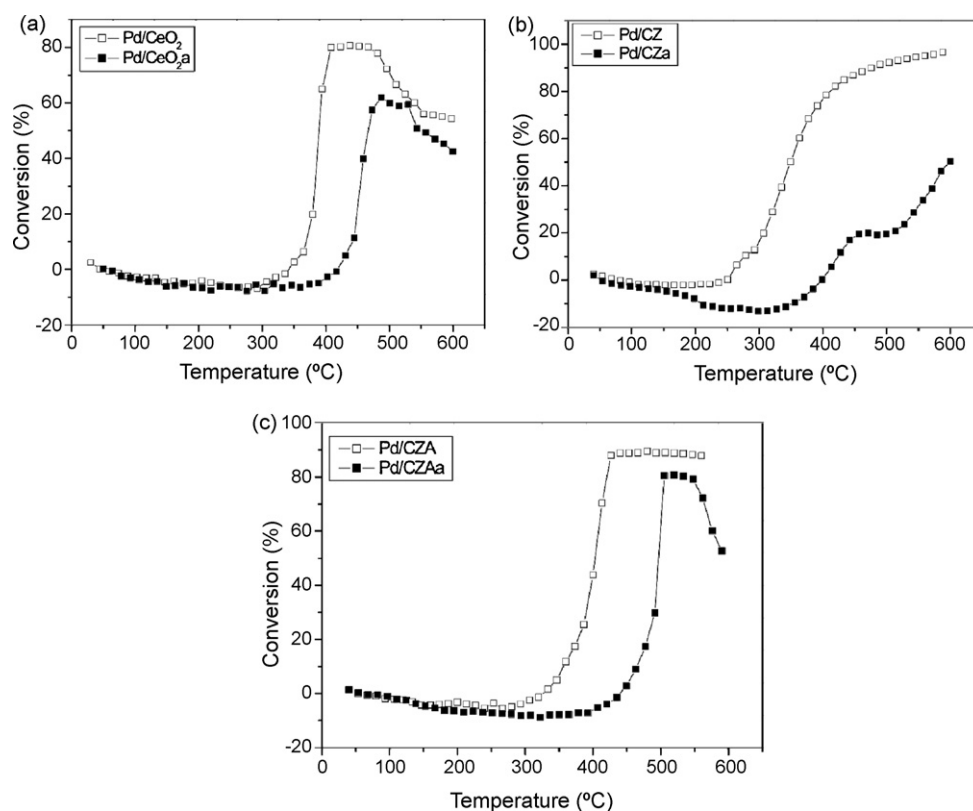 (a)
Pd/CeO₂
Pd/CeO₂a
Conversion (%)
80
60
40
20
0
-20
0 100 200 300 400 500 600
Temperature (ºC)
(b)
Pd/CZ
Pd/CZa
Conversion (%)
100
80
60
40
20
0
-20
0 100 200 300 400 500 600
Temperature (ºC)
(c)
Pd/CZA
Pd/CZAa
Conversion (%)
100
80
60
40
20
0
-20
0 100 200 300 400 500 600
Temperature (ºC)